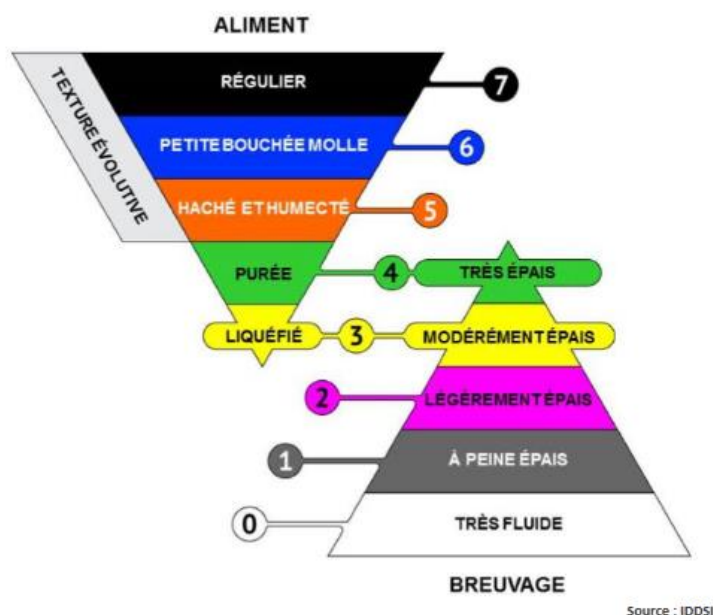 ALIMENT
TEXTURE ÉVOLUTIVE
RÉGULIER
7
PETITE BOUCHÉE MOLLE
6
HACHÉ ET HUMECTÉ
5
PURÉE
4
TRÈS ÉPAIS
LIQUÉFIÉ
3
MODÉRÉMENT ÉPAIS
2
LÉGÈREMENT ÉPAIS
1
À PEINE ÉPAIS
0
TRÈS FLUIDE
BREUVAGE
Source : IDDSI